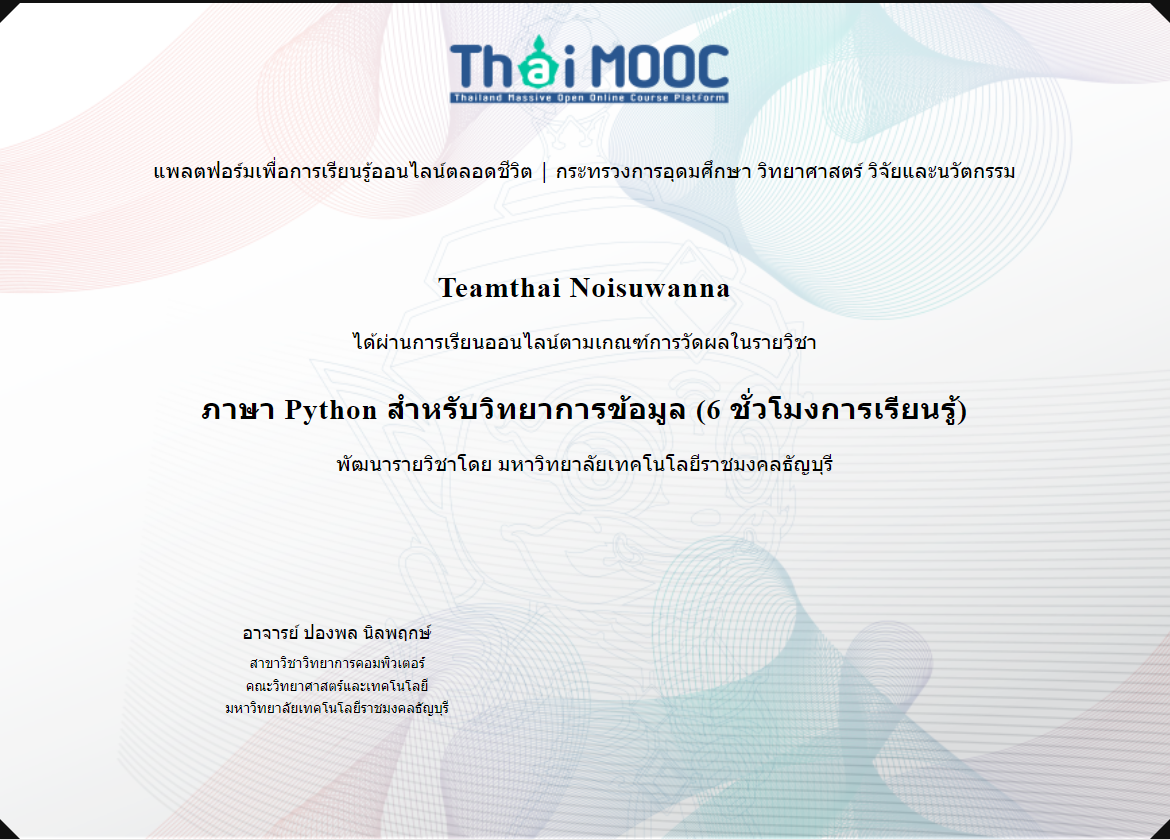 Thai MOOC
Thailand Massive Open Online Course Platform
แพลตฟอร์มเพื่อการเรียนรู้ออนไลน์ตลอดชีวิต | กระทรวงการอุดมศึกษา วิทยาศาสตร์ วิจัยและนวัตกรรม
Teamthai Noisuwanna
ได้ผ่านการเรียนออนไลน์ตามเกณฑ์การวัดผลในรายวิชา
ภาษา Python สำหรับวิทยาการข้อมูล (6 ชั่วโมงการเรียนรู้)
พัฒนารายวิชาโดย มหาวิทยาลัยเทคโนโลยีราชมงคลธัญบุรี
อาจารย์ ปองพล นิลพฤกษ์
สาขาวิชาวิทยาการคอมพิวเตอร์
คณะวิทยาศาสตร์และเทคโนโลยี
มหาวิทยาลัยเทคโนโลยีราชมงคลธัญบุรี